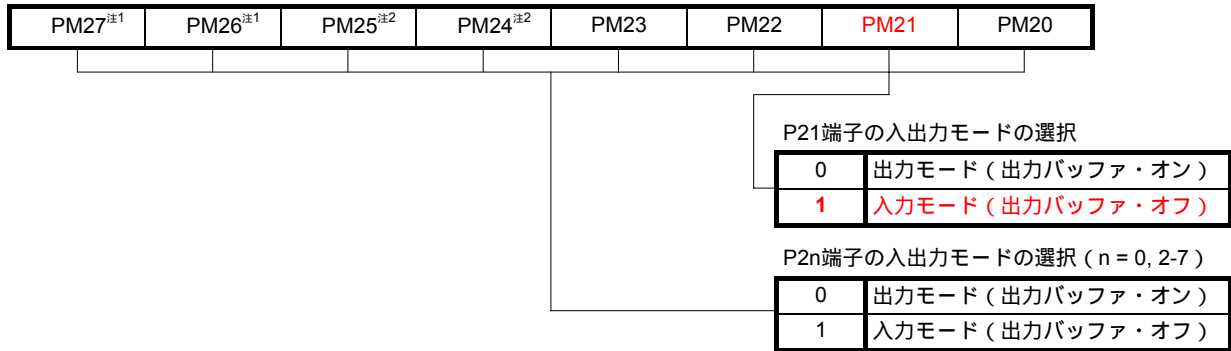 PM27注1 PM26注1 PM25注2 PM24注2 PM23 PM22 PM21 PM20
P21端子の入出力モードの選択
0 出力モード(出力バッファ・オン)
1 入力モード(出力バッファ・オフ)
P2n端子の入出力モードの選択(n = 0, 2-7)
0 出力モード(出力バッファ・オン)
1 入力モード(出力バッファ・オフ)